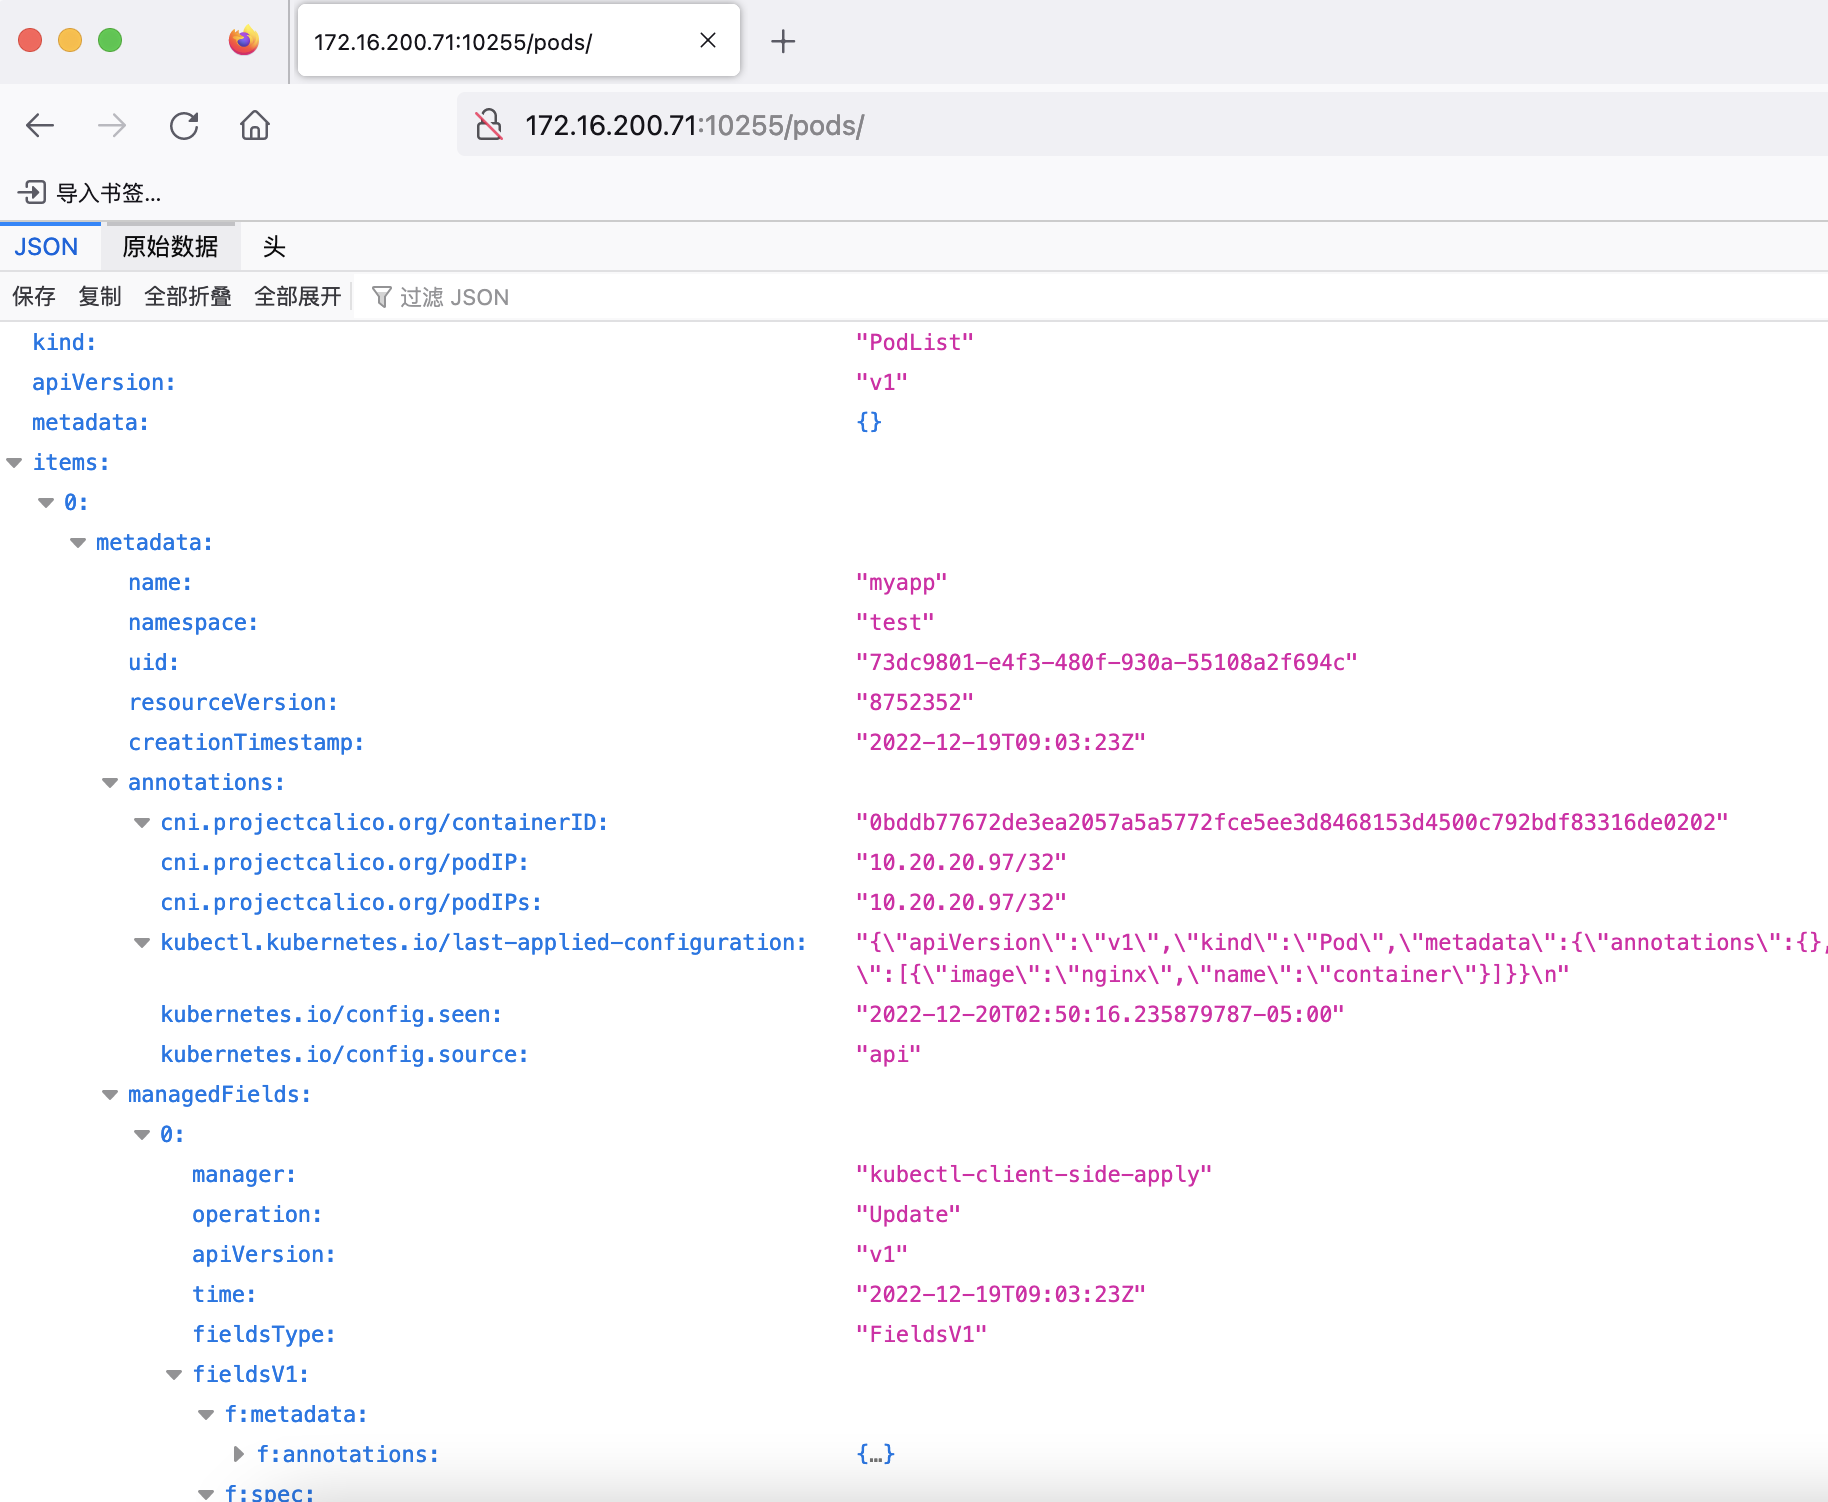 172.16.200.71:10255/pods/
172.16.200.71:10255/pods/
导入书签...
JSON 原始数据 头
保存 复制 全部折叠 全部展开 过滤 JSON
kind: "PodList"
apiVersion: "v1"
metadata: {}
items:
0:
metadata:
name: "myapp"
namespace: "test"
uid: "73dc9801-e4f3-480f-930a-55108a2f694c"
resourceVersion: "8752352"
creationTimestamp: "2022-12-19T09:03:23Z"
annotations:
cni.projectcalico.org/containerID: "0bddb77672de3ea2057a5a5772fce5ee3d8468153d4500c792bdf83316de0202"
cni.projectcalico.org/podIP: "10.20.20.97/32"
cni.projectcalico.org/podIPs: "10.20.20.97/32"
kubectl.kubernetes.io/last-applied-configuration: "{\"apiVersion\":\"v1\",\"kind\":\"Pod\",\"metadata\":{\"annotations\":{},
\":[{\"image\":\"nginx\",\"name\":\"container\"}]}}\n"
kubernetes.io/config.seen: "2022-12-20T02:50:16.235879787-05:00"
kubernetes.io/config.source: "api"
managedFields:
0:
manager: "kubectl-client-side-apply"
operation: "Update"
apiVersion: "v1"
time: "2022-12-19T09:03:23Z"
fieldsType: "FieldsV1"
fieldsV1:
f:metadata:
f:annotations: {…}
f:spec: